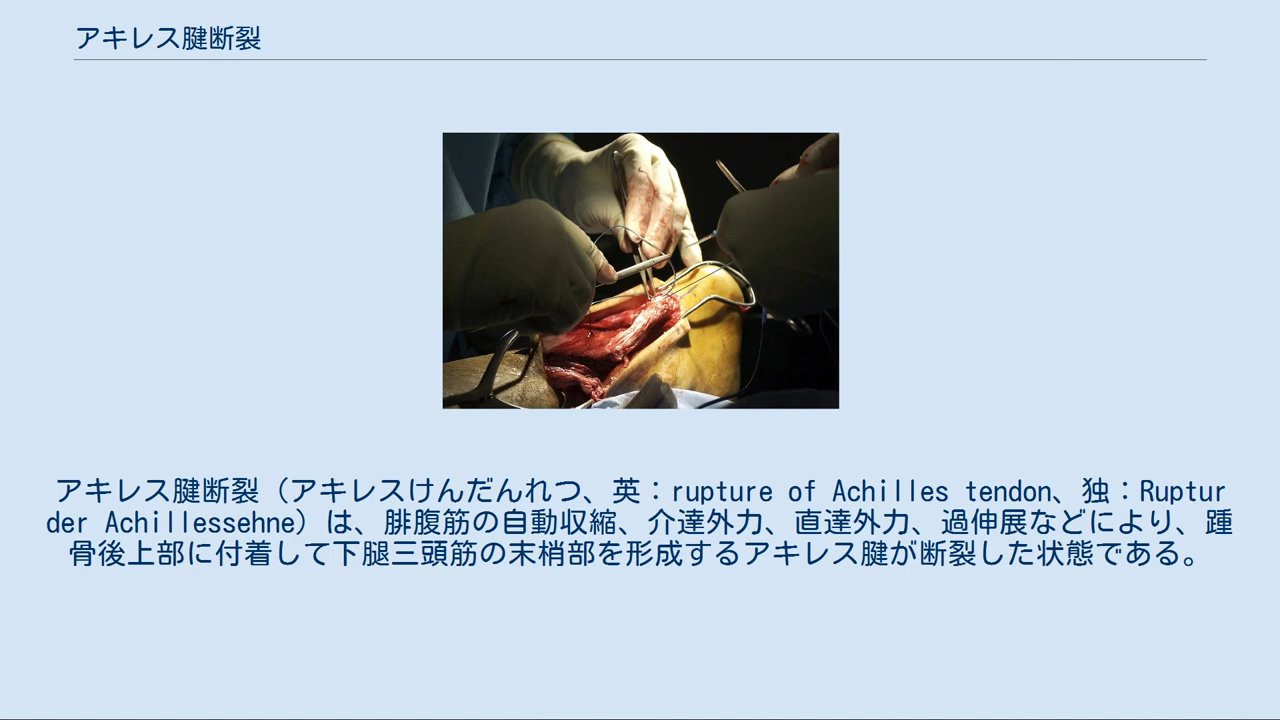 アキレス腱断裂
アキレス腱断裂（アキレスけんだんれつ、英：rupture of Achilles tendon、独：Ruptur
der Achillessehne）は、腓腹筋の自動収縮、介達外力、直達外力、過伸展などにより、踵
骨後上部に付着して下腿三頭筋の末梢部を形成するアキレス腱が断裂した状態である。